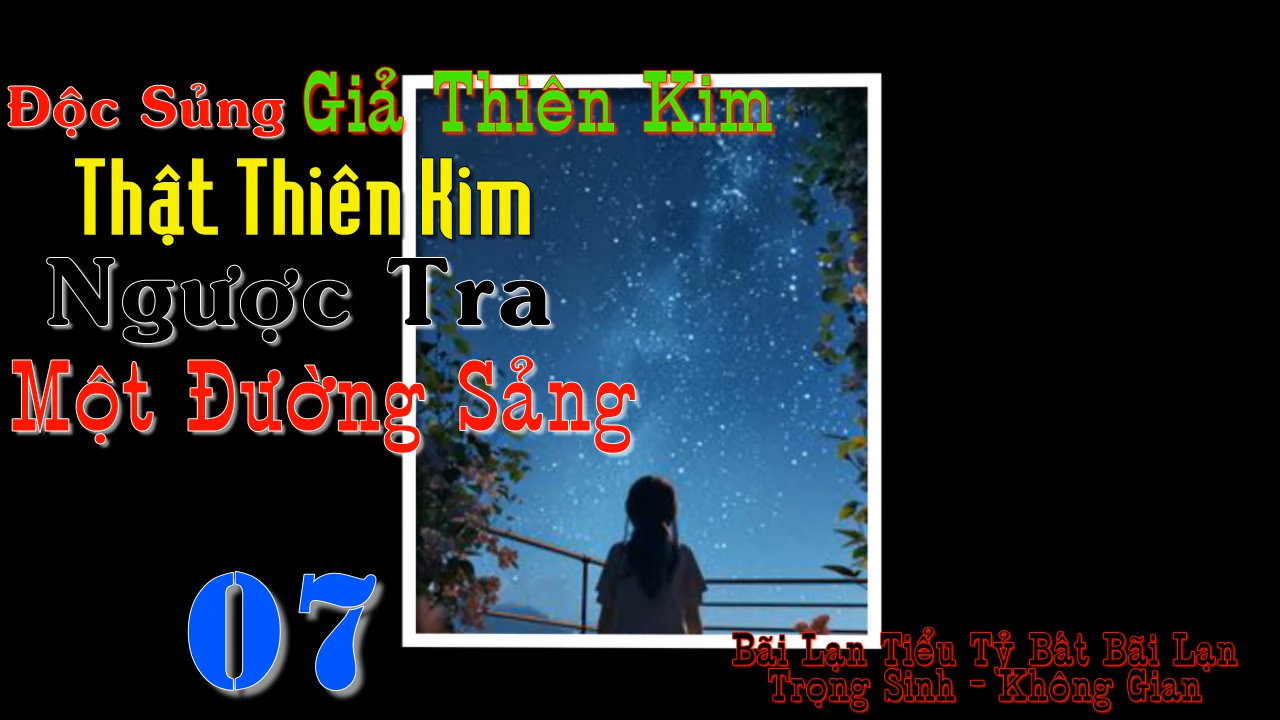 Độc Sủng Giả Thiên Kim
Thật Thiên Kim
Ngược Tra
Một Đường Sảng
07
Bãi Lạn Tiểu Tỷ Bât Bãi Lạn
Trọng Sinh - Không Gian